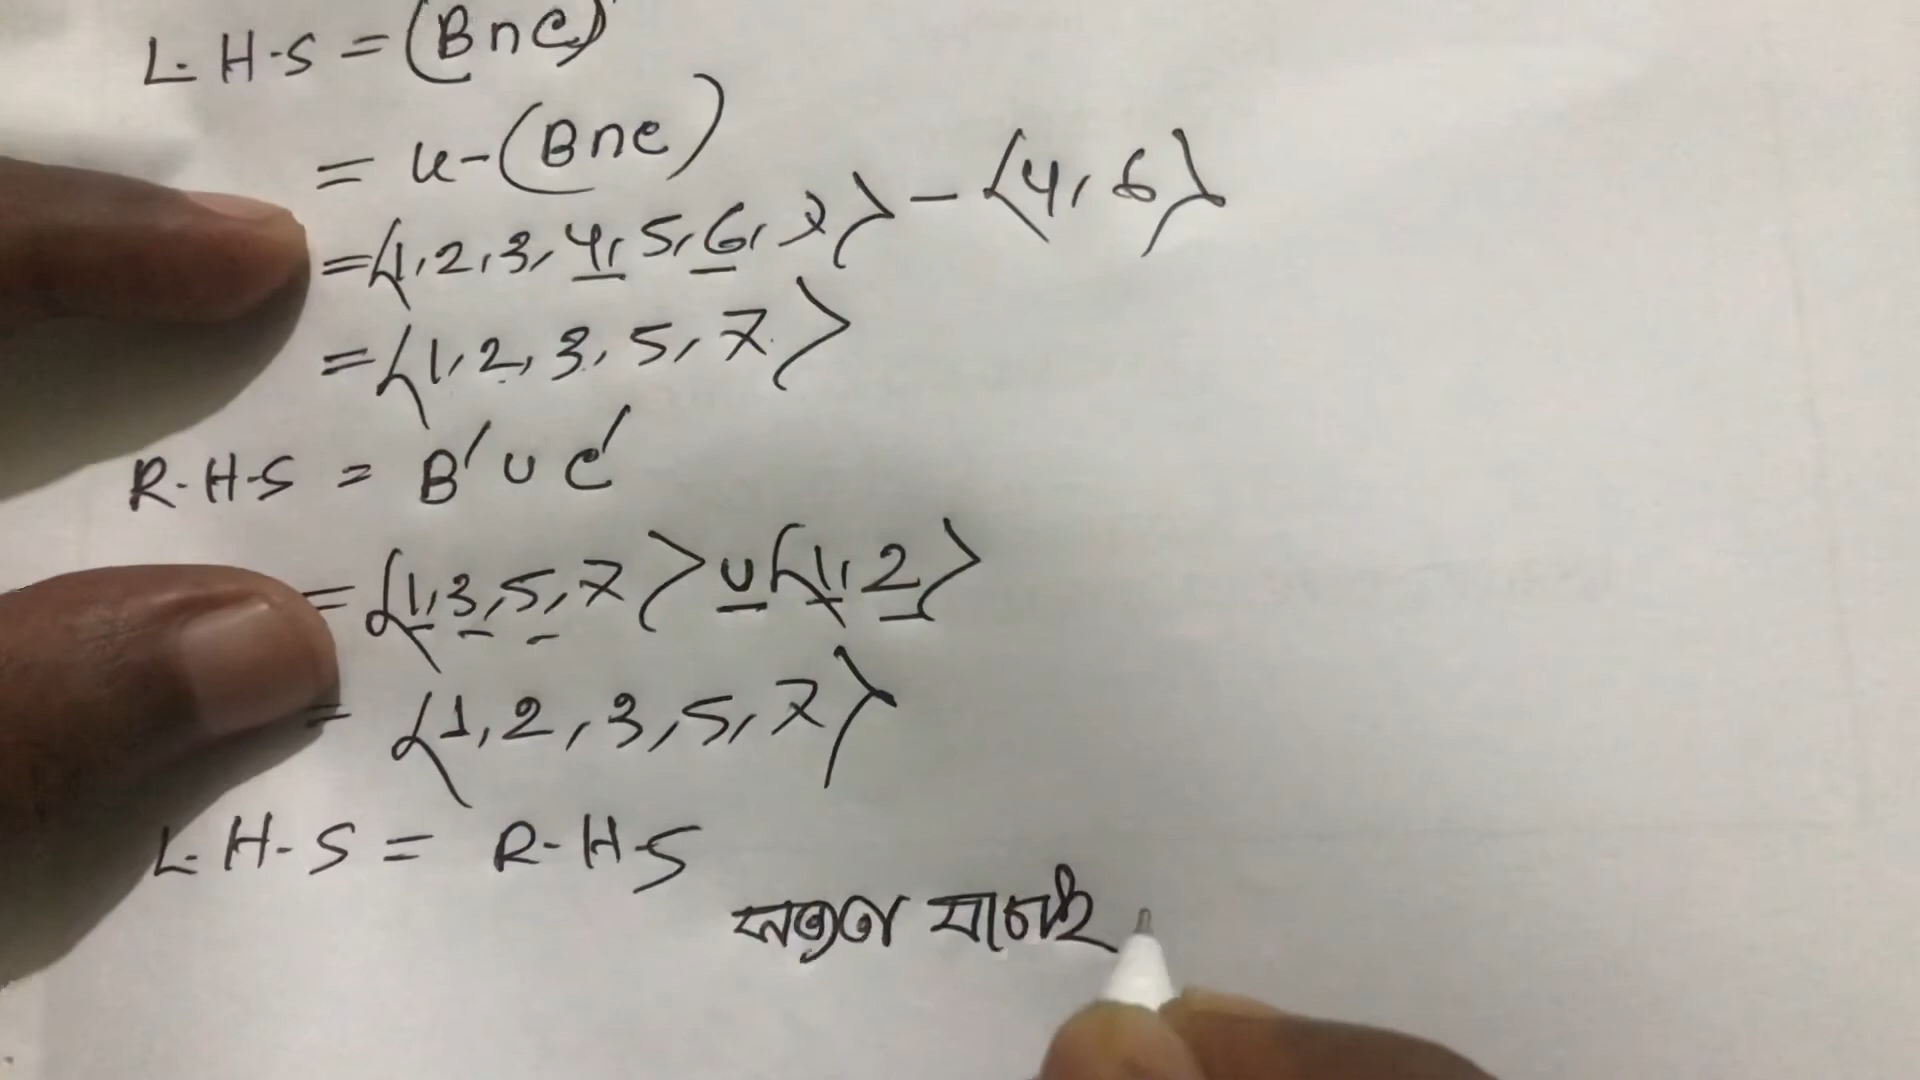 L.H.S = (B∩C)'
= U-(B∩C)
= {1,2,3,4,5,6,7} - {4,6}
= {1,2,3,5,7}
R.H.S = B' ∪ C'
= {1,3,5,7} ∪ {1,2}
= {1,2,3,5,7}
L.H.S = R.H.S
সত্যতা যাচাই